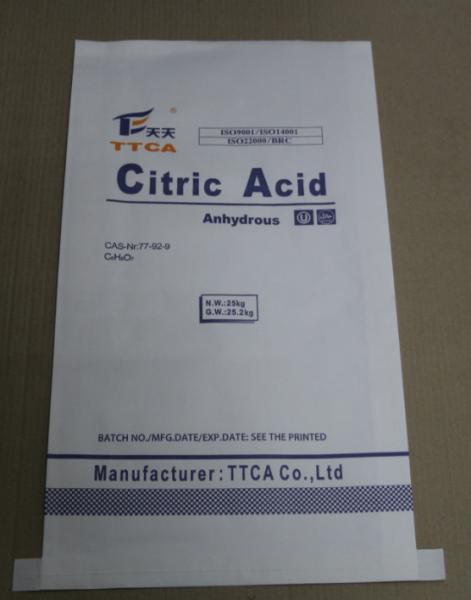 天天
®
TTCA
ISO9001/ISO14001
ISO22000/BRC
Citric Acid
Anhydrous
CAS-Nr:77-92-9
C₆H₈O₇
N.W.:25kg
G.W.:25.2kg
BATCH NO./MFG.DATE/EXP.DATE: SEE THE PRINTED
Manufacturer:TTCA Co.,Ltd